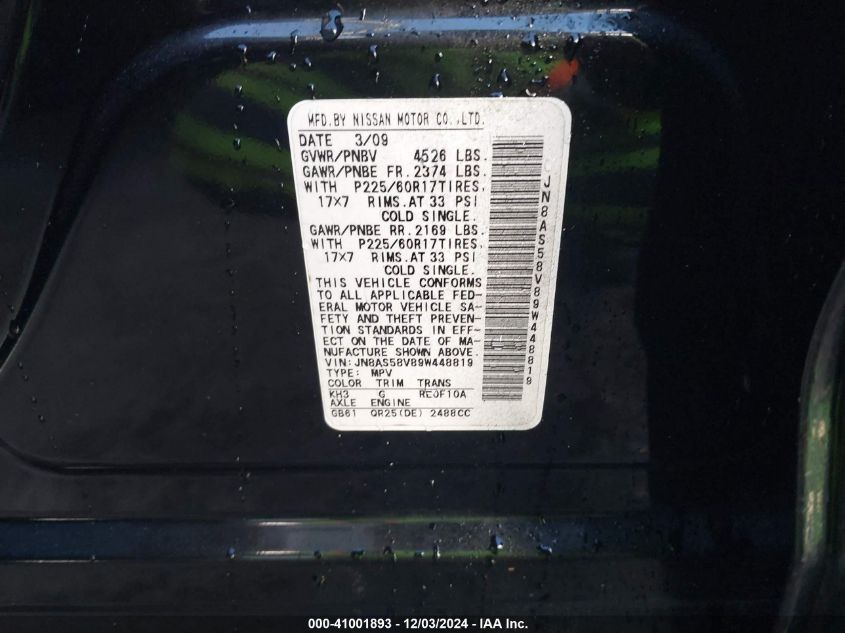 MFD.BY NISSAN MOTOR CO.,LTD.
DATE 3/09
GVWR/PNBV 4526 LBS.
GAWR/PNBE FR. 2374 LBS.
WITH P225/60R17TIRES,
17×7 RIMS.AT 33 PSI
COLD SINGLE.
GAWR/PNBE RR. 2169 LBS.
WITH P225/60R17TIRES,
17×7 RIMS.AT 33 PSI
COLD SINGLE.
THIS VEHICLE CONFORMS
TO ALL APPLICABLE FED-
ERAL MOTOR VEHICLE SA-
FETY AND THEFT PREVEN-
TION STANDARDS IN EFF-
ECT ON THE DATE OF MA-
NUFACTURE SHOWN ABOVE.
VIN:JN8AS58V89W448819
TYPE: MPV
COLOR TRIM TRANS
KH3 G RE0F10A
AXLE ENGINE
GB61 QR25(DE) 2488CC
JN8AS58V89W448819
000-41001893 - 12/03/2024 - IAA Inc.